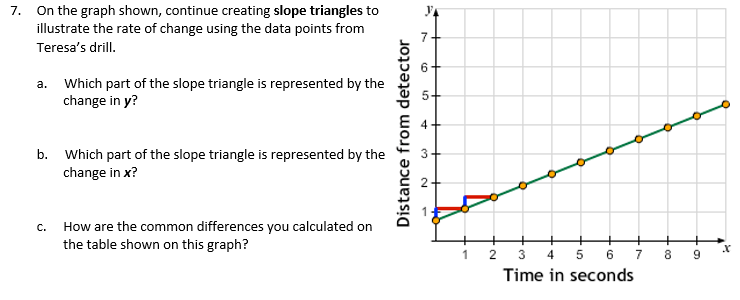 7. On the graph shown, continue creating slope triangles to
illustrate the rate of change using the data points from
Teresa's drill.
a. Which part of the slope triangle is represented by the
change in y?
b. Which part of the slope triangle is represented by the
change in x?
c. How are the common differences you calculated on
the table shown on this graph?
y
7
6
5
4
3
2
1
Distance from detector
1 2 3 4 5 6 7 8 9 x
Time in seconds